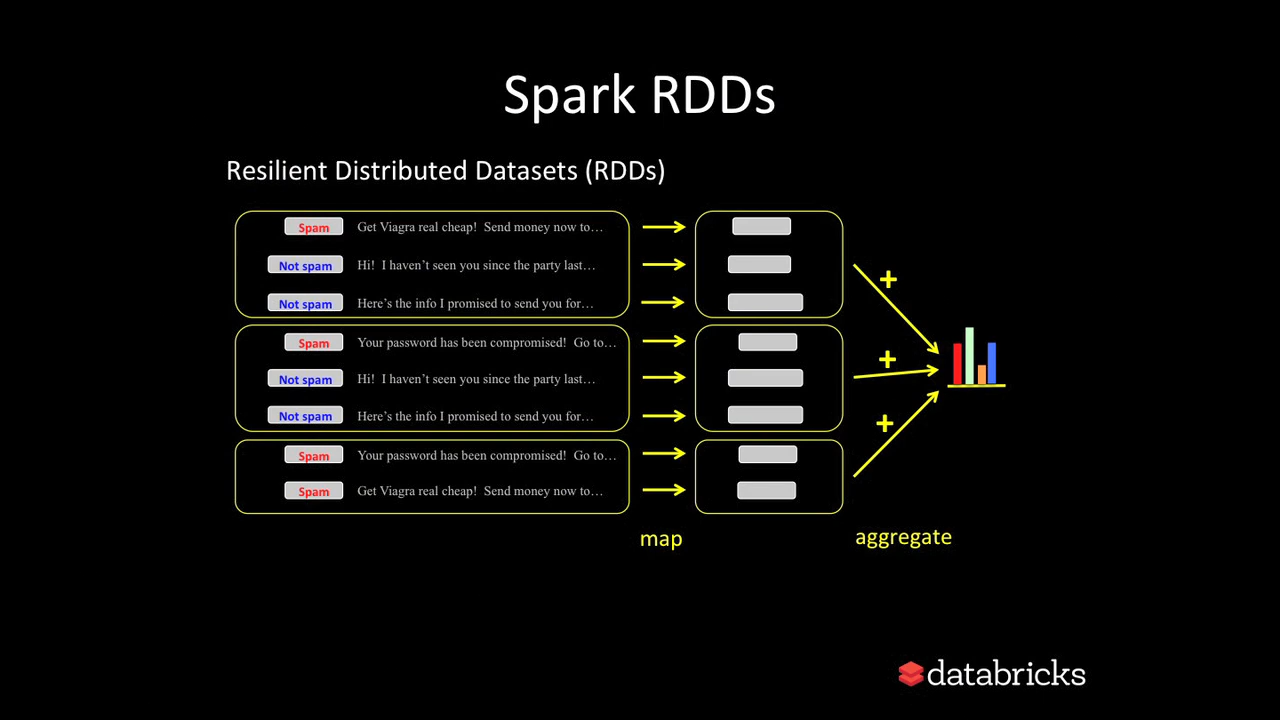 Spark RDDs
Resilient Distributed Datasets (RDDs)
Spam Get Viagra real cheap! Send money now to…
Not spam Hi! I haven’t seen you since the party last…
Not spam Here’s the info I promised to send you for…
Spam Your password has been compromised! Go to…
Not spam Hi! I haven’t seen you since the party last…
Not spam Here’s the info I promised to send you for…
Spam Your password has been compromised! Go to…
Spam Get Viagra real cheap! Send money now to…
+
+
+
map aggregate
databricks